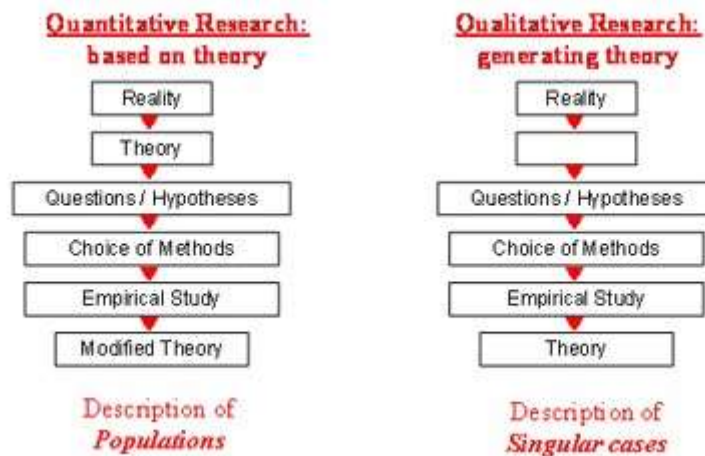 Quantitative Research:
based on theory
Reality
Theory
Questions / Hypotheses
Choice of Methods
Empirical Study
Modified Theory
Description of
Populations
Qualitative Research:
generating theory
Reality
Questions / Hypotheses
Choice of Methods
Empirical Study
Theory
Description of
Singular cases